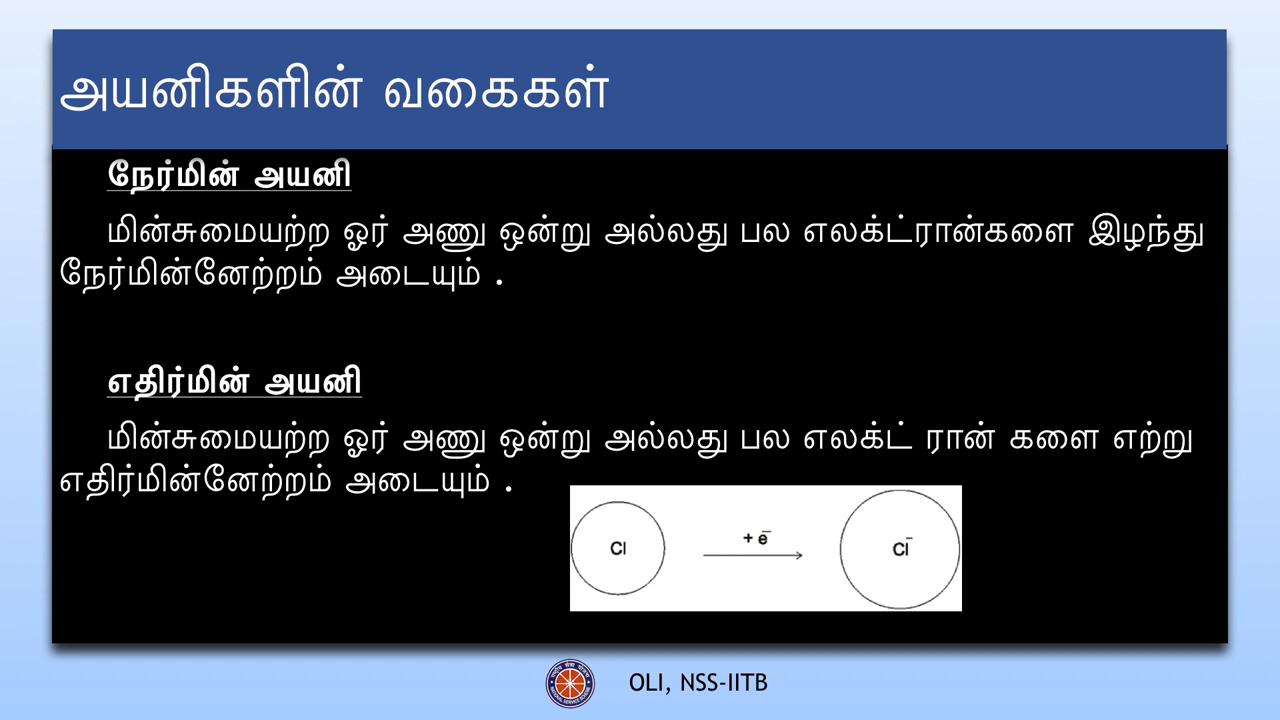 அயனிகளின் வகைகள்
நேர்மின் அயனி
மின்சுமையற்ற ஓர் அணு ஒன்று அல்லது பல எலக்ட்ரான்களை இழந்து
நேர்மின்னேற்றம் அடையும் .
எதிர்மின் அயனி
மின்சுமையற்ற ஓர் அணு ஒன்று அல்லது பல எலக்ட் ரான் களை எற்று
எதிர்மின்னேற்றம் அடையும் .
Cl + e⁻ Cl⁻
OLI, NSS-IITB